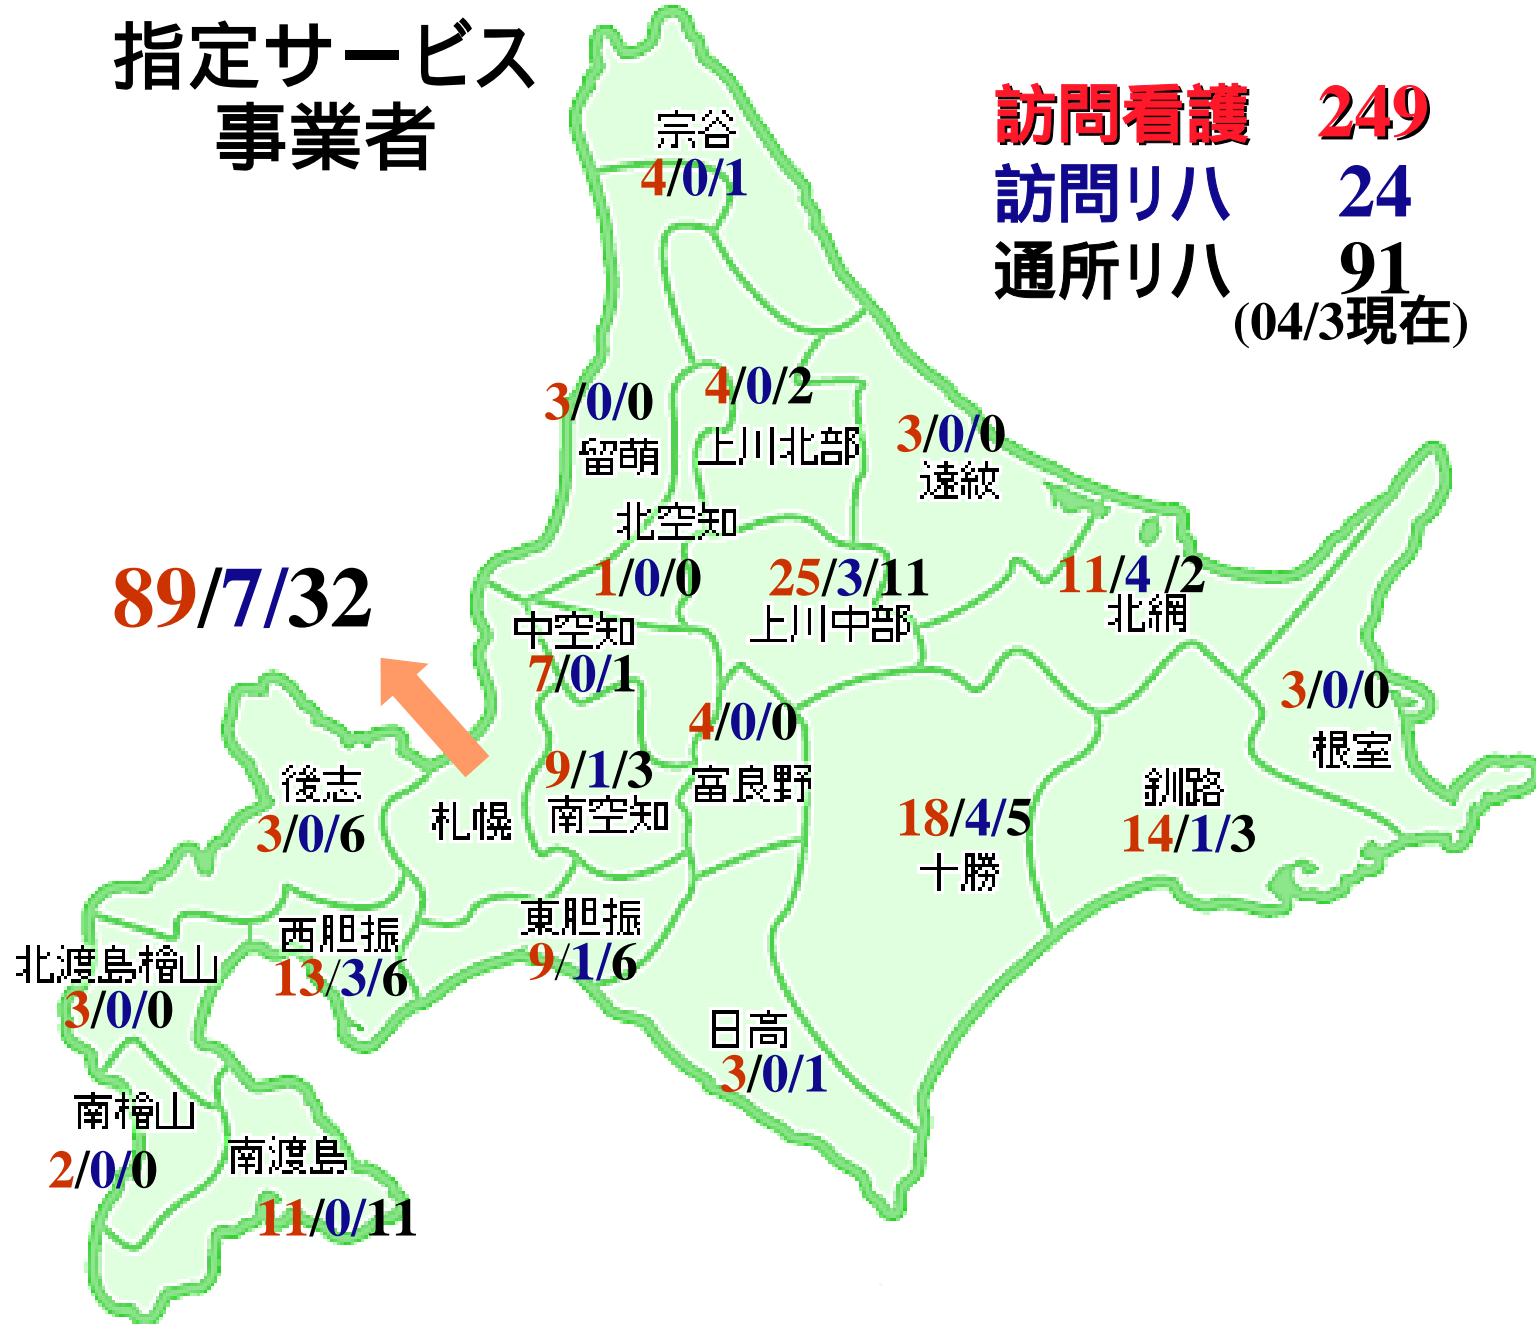 指定サービス
事業者
訪問看護 249
訪問リハ 24
通所リハ 91
(04/3現在)
宗谷
4/0/1
3/0/0
留萌
4/0/2
上川北部
3/0/0
遠紋
北空知
1/0/0
25/3/11
上川中部
11/4 /2
北網
89/7/32
中空知
7/0/1
3/0/0
根室
4/0/0
富良野
9/1/3
南空知
後志
3/0/6
札幌
18/4/5
十勝
釧路
14/1/3
東胆振
9/1/6
西胆振
13/3/6
北渡島檜山
3/0/0
日高
3/0/1
南檜山
2/0/0
南渡島
11/0/11